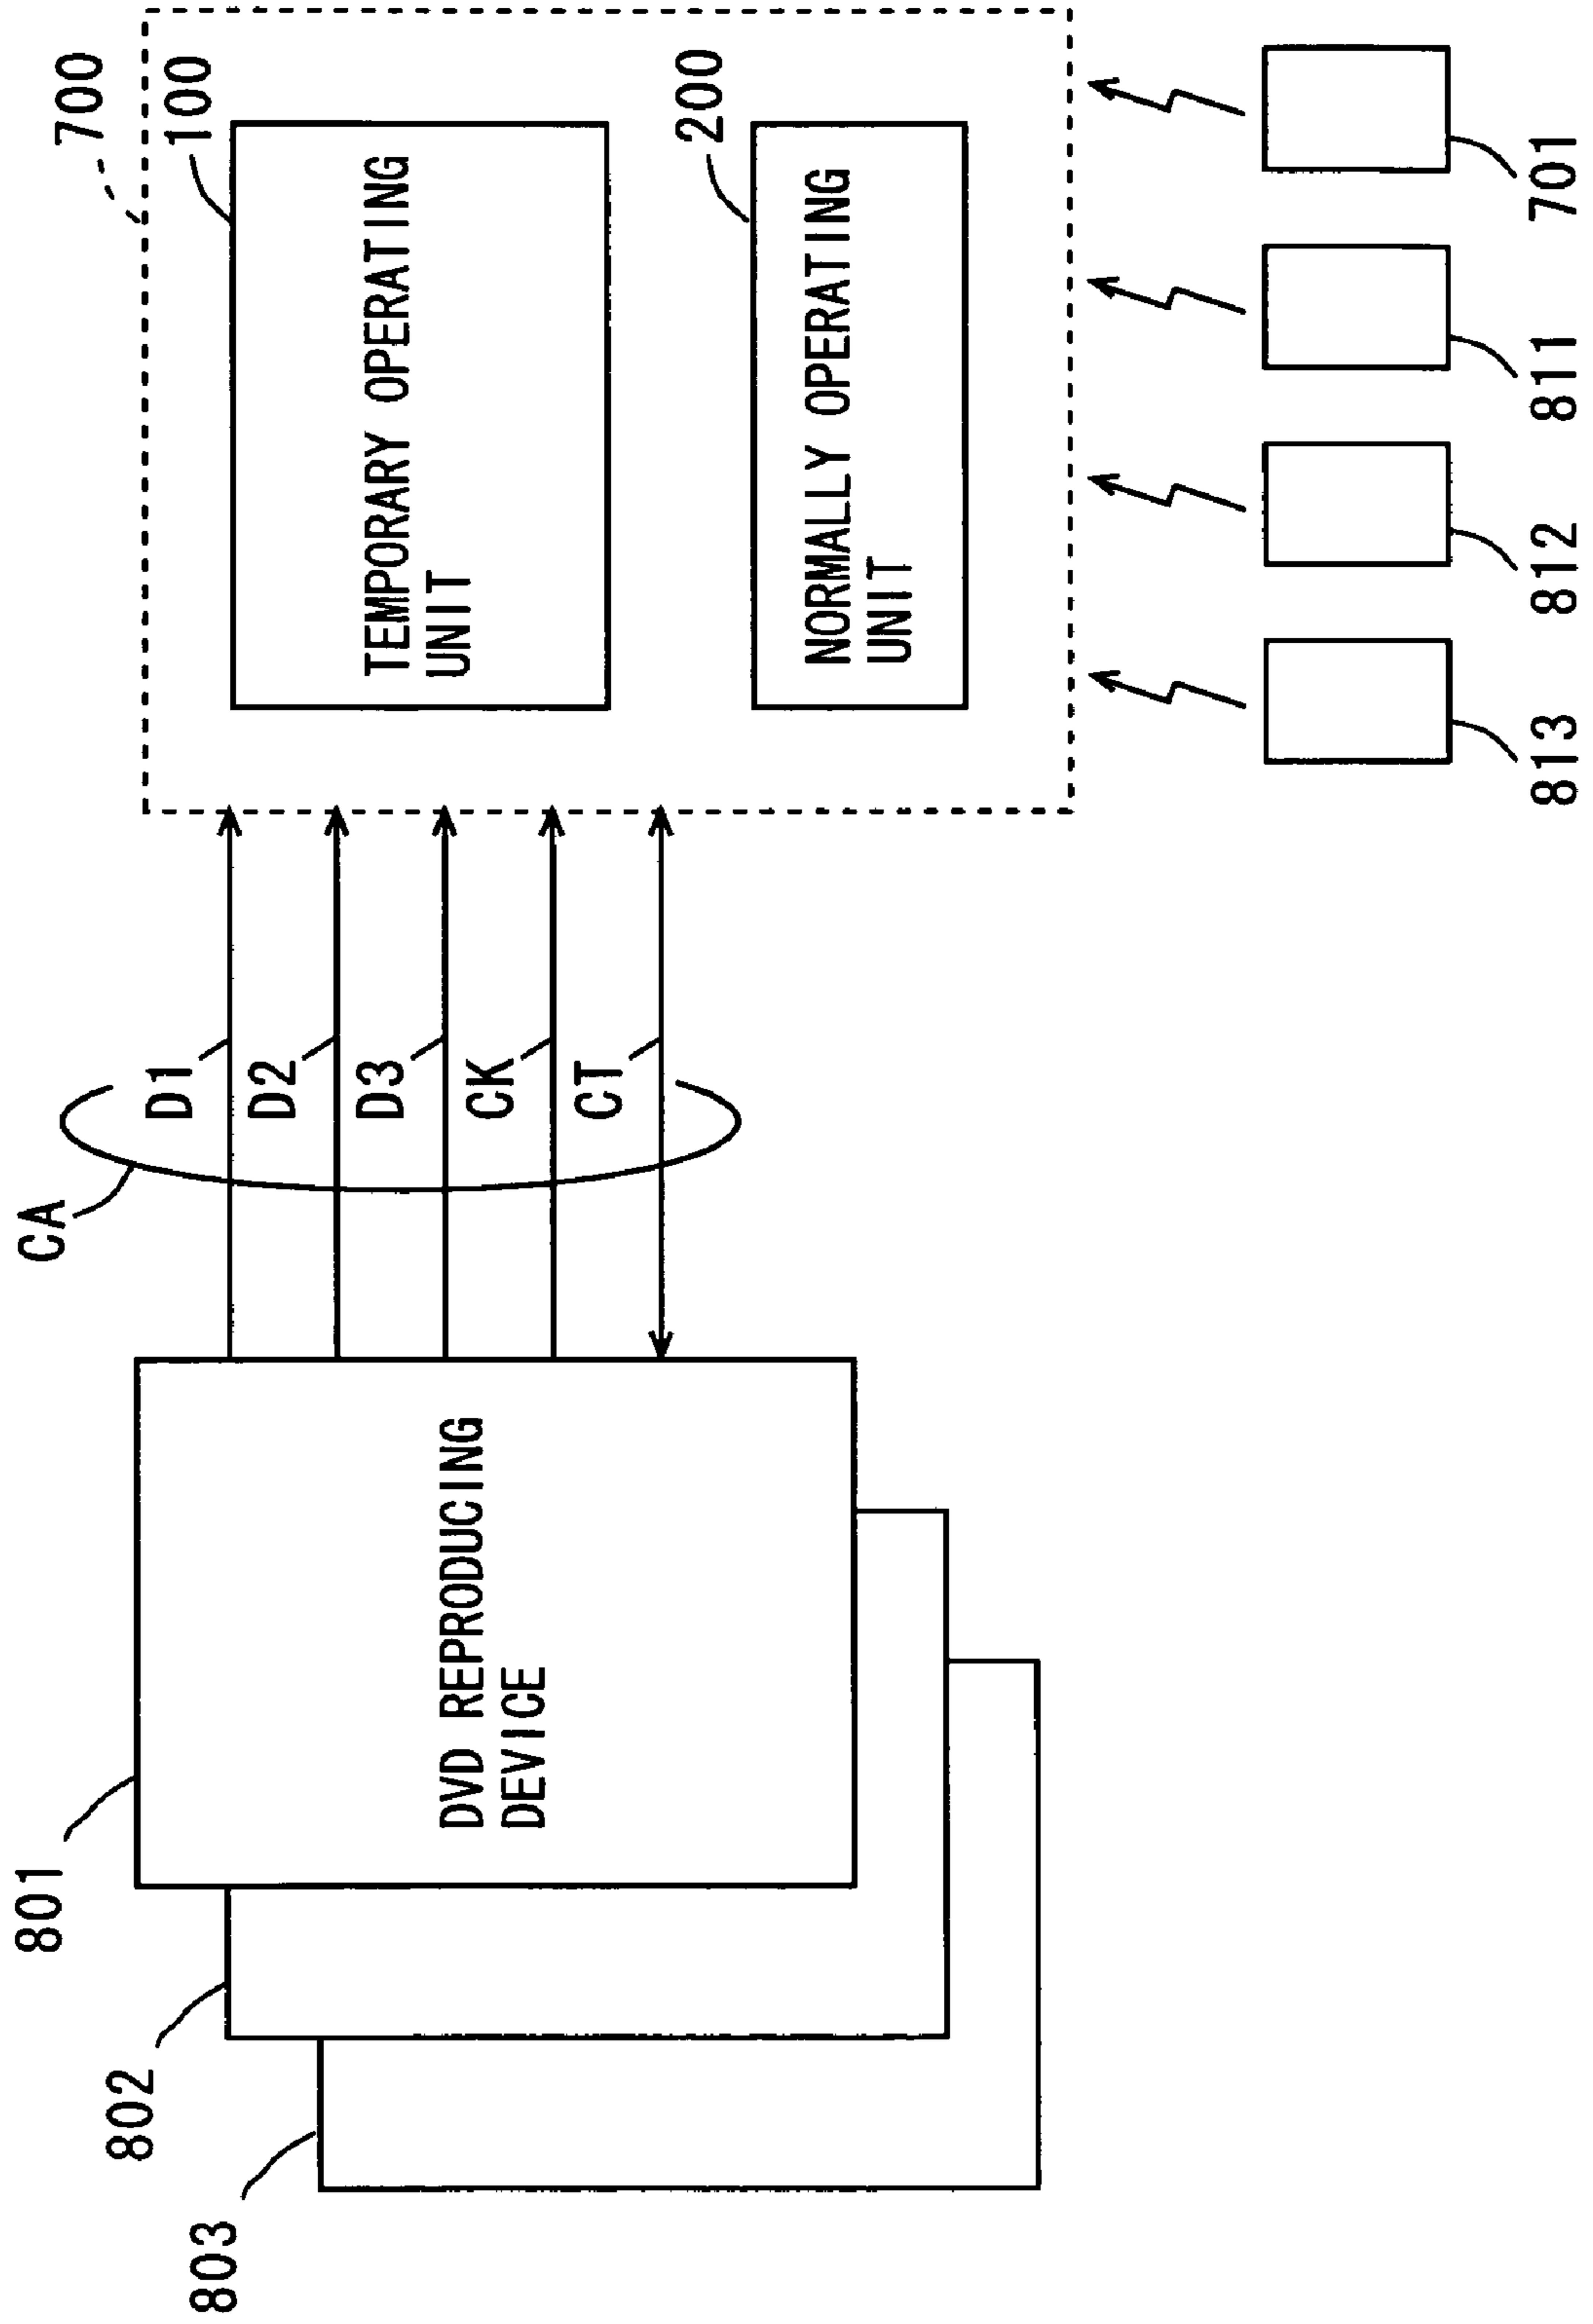 CA
700
801
D1
100
802
D2
TEMPORARY OPERATING
UNIT
803
D3
DVD REPRODUCING
DEVICE
CK
200
CT
NORMALLY OPERATING
UNIT
813
812
811
701